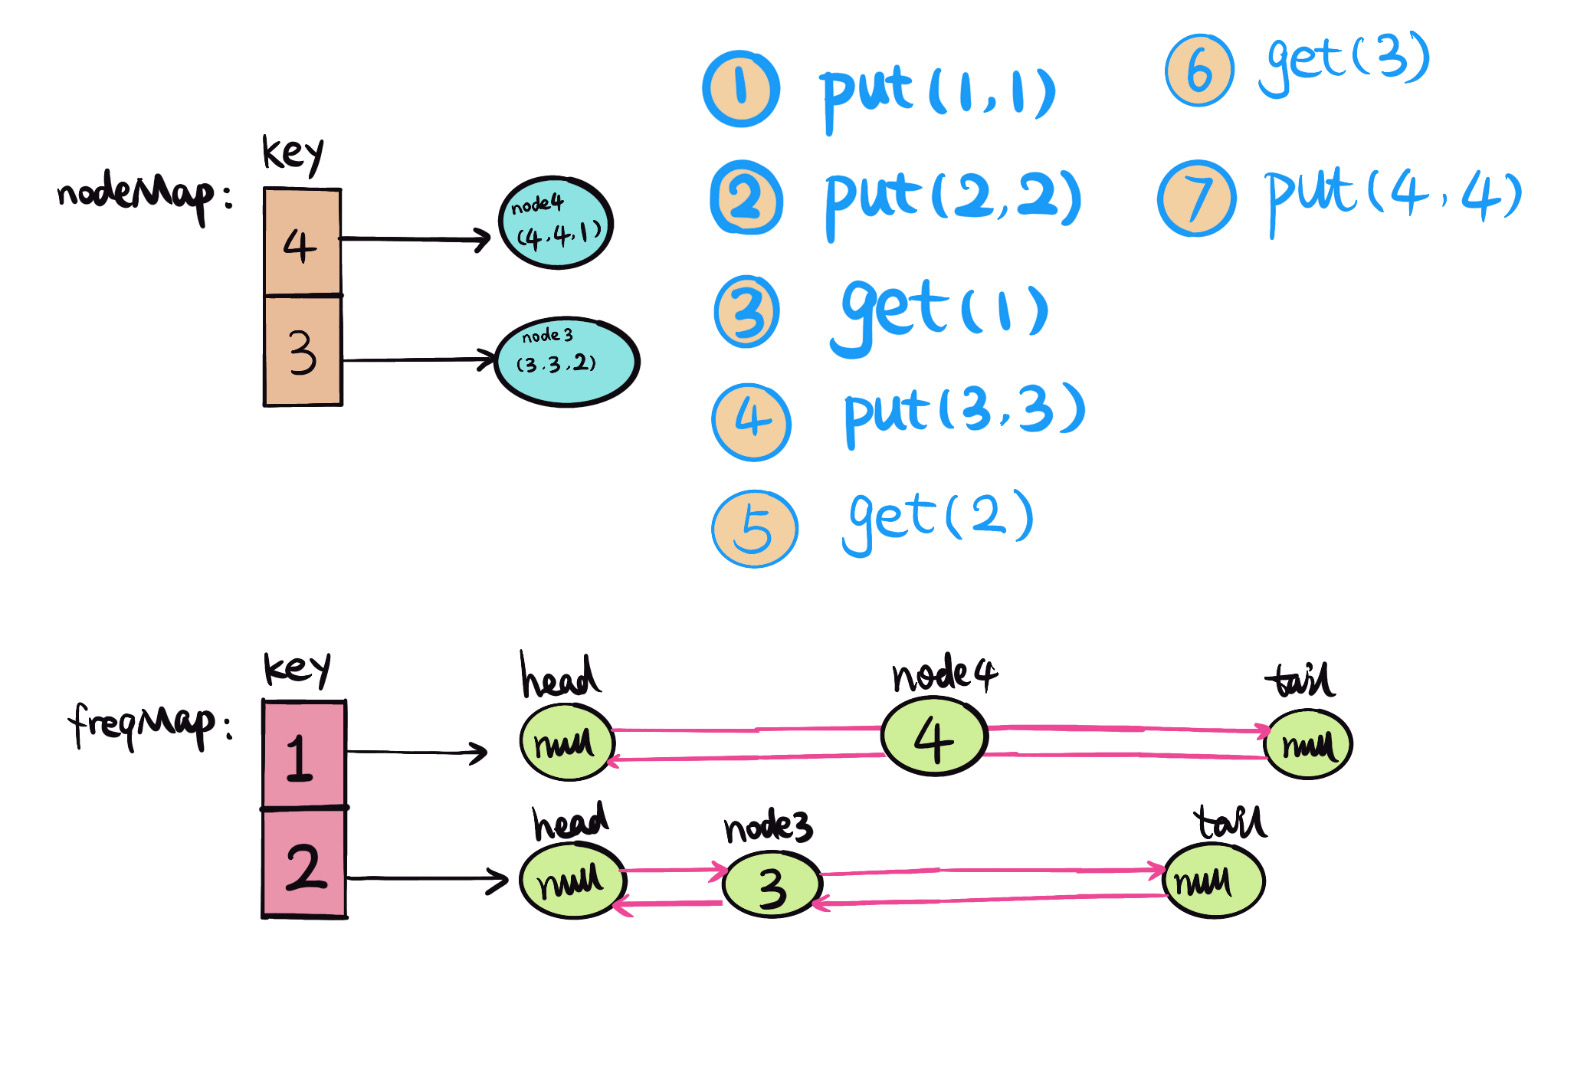 ① put(1,1)
② put(2,2)
③ get(1)
④ put(3,3)
⑤ get(2)
⑥ get(3)
⑦ put(4,4)
key
nodeMap:
4
node4
(4,4,1)
3
node3
(3,3,2)
key
freqMap:
head
node4
tail
1
null
4
null
head
node3
tail
2
null
3
null